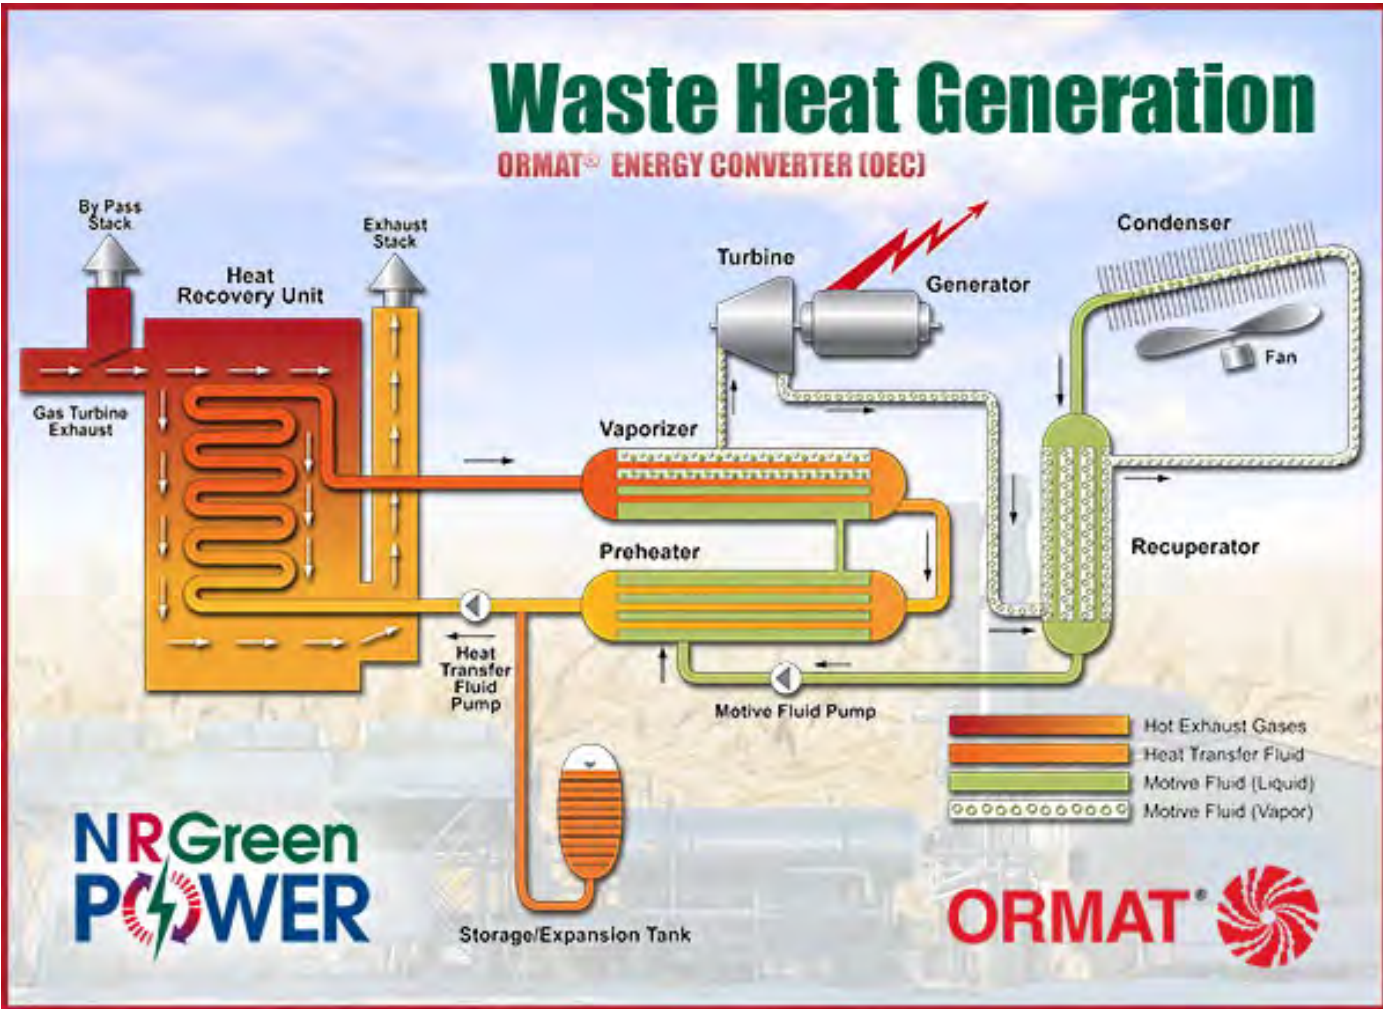 Waste Heat Generation
ORMAT® ENERGY CONVERTER (OEC)
By Pass
Stack
Exhaust
Stack
Heat
Recovery Unit
Gas Turbine
Exhaust
Turbine
Generator
Condenser
Fan
Vaporizer
Preheater
Recuperator
Heat
Transfer
Fluid
Pump
Motive Fluid Pump
Storage/Expansion Tank
Hot Exhaust Gases
Heat Transfer Fluid
Motive Fluid (Liquid)
Motive Fluid (Vapor)
NRGreen
POWER
ORMAT®